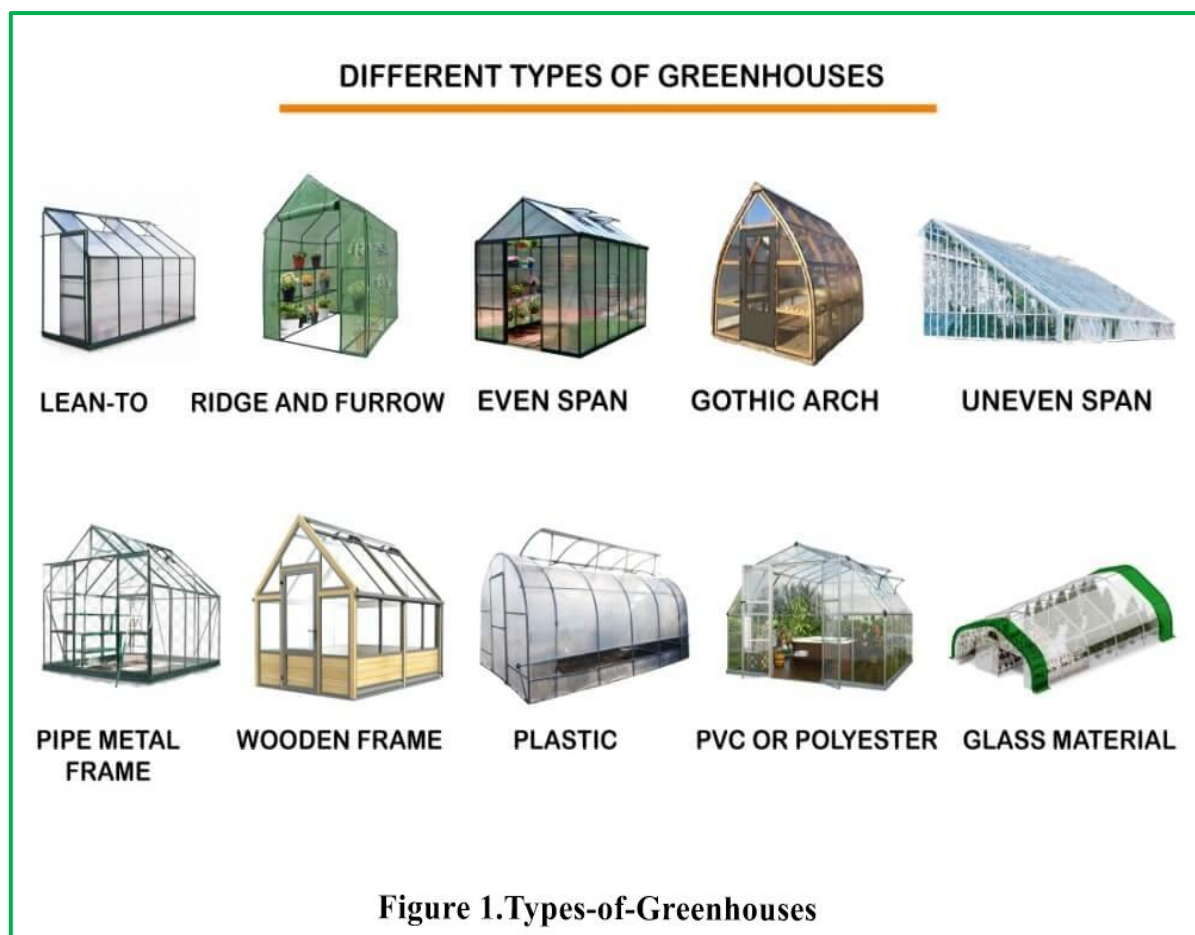 DIFFERENT TYPES OF GREENHOUSES
LEAN-TO
RIDGE AND FURROW
EVEN SPAN
GOTHIC ARCH
UNEVEN SPAN
PIPE METAL
FRAME
WOODEN FRAME
PLASTIC
PVC OR POLYESTER
GLASS MATERIAL
Figure 1.Types-of-Greenhouses